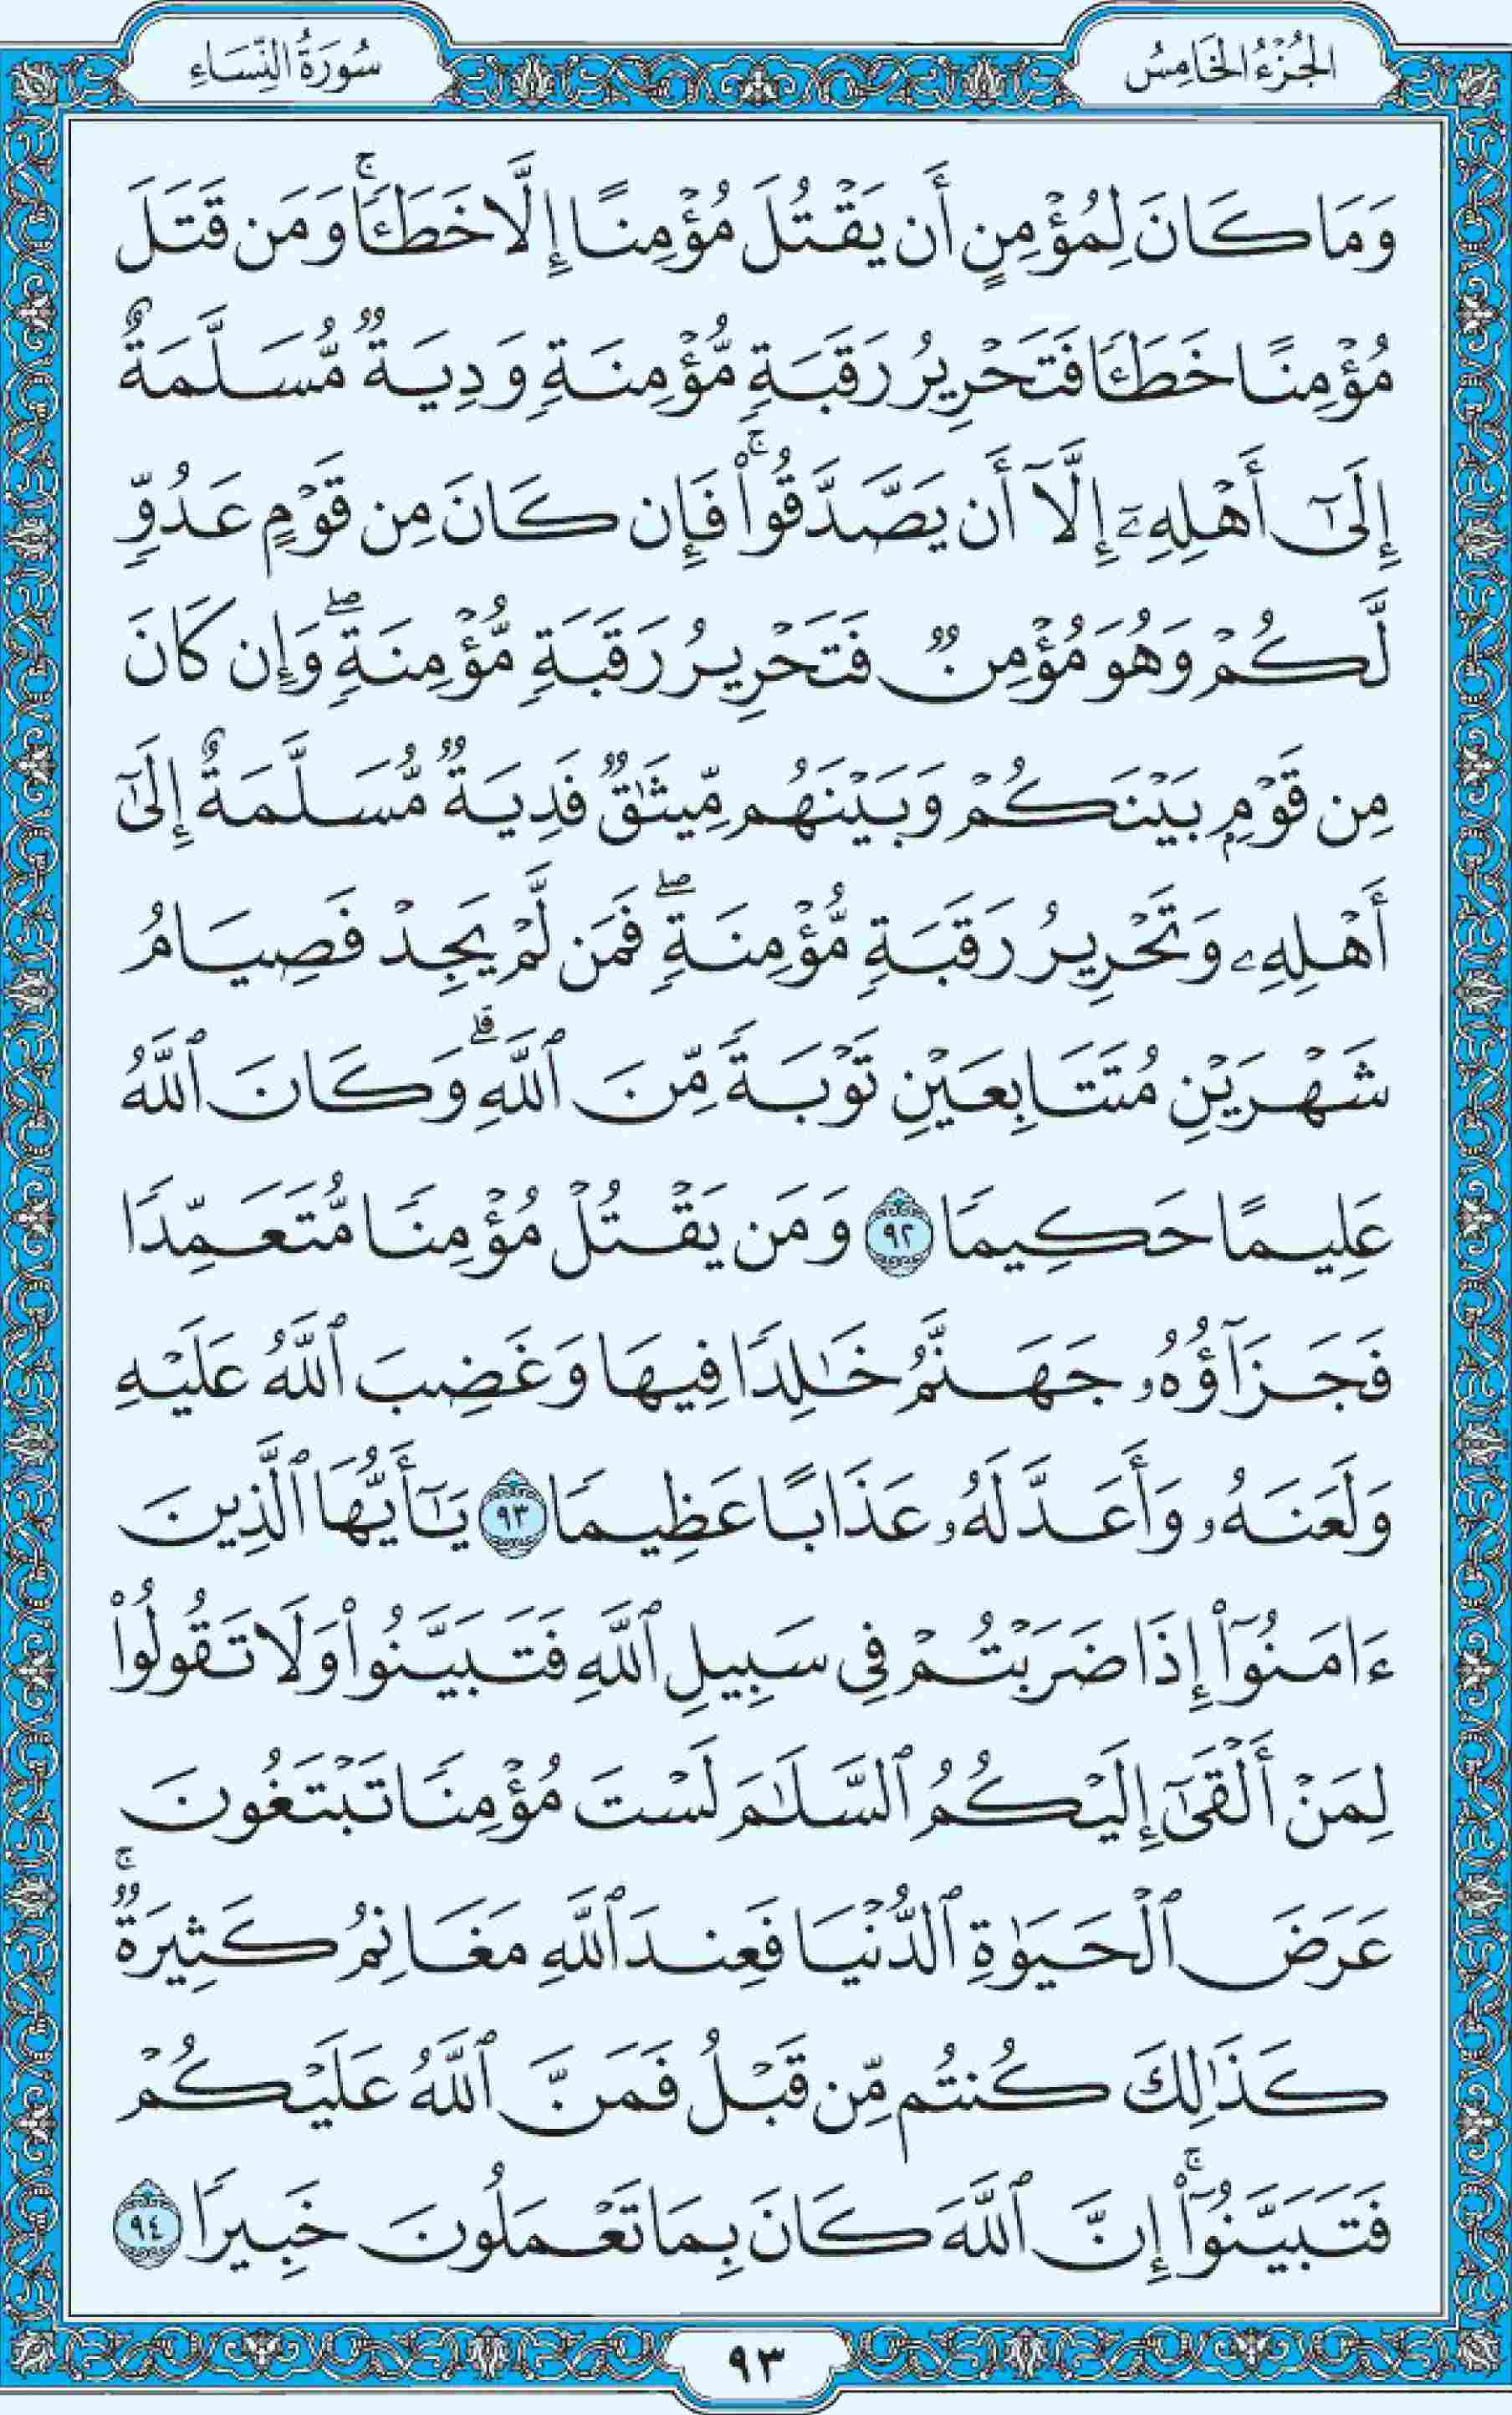 الجُزْءُ الخَامِسُ
سُورَةُ النِّسَاءِ
وَمَا كَانَ لِمُؤْمِنٍ أَن يَقْتُلَ مُؤْمِنًا إِلَّا خَطَـًٔا ۚ وَمَن قَتَلَ
مُؤْمِنًا خَطَـًٔا فَتَحْرِيرُ رَقَبَةٍ مُّؤْمِنَةٍ وَدِيَةٌ مُّسَلَّمَةٌ
إِلَىٰٓ أَهْلِهِۦٓ إِلَّآ أَن يَصَّدَّقُوا۟ ۚ فَإِن كَانَ مِن قَوْمٍ عَدُوٍّ
لَّكُمْ وَهُوَ مُؤْمِنٌ فَتَحْرِيرُ رَقَبَةٍ مُّؤْمِنَةٍ ۖ وَإِن كَانَ
مِن قَوْمٍۭ بَيْنَكُمْ وَبَيْنَهُم مِّيثَـٰقٌ فَدِيَةٌ مُّسَلَّمَةٌ إِلَىٰٓ
أَهْلِهِۦ وَتَحْرِيرُ رَقَبَةٍ مُّؤْمِنَةٍ ۖ فَمَن لَّمْ يَجِدْ فَصِيَامُ
شَهْرَيْنِ مُتَتَابِعَيْنِ تَوْبَةً مِّنَ ٱللَّهِ ۗ وَكَانَ ٱللَّهُ
عَلِيمًا حَكِيمًا ٩٢ وَمَن يَقْتُلْ مُؤْمِنًا مُّتَعَمِّدًا
فَجَزَآؤُهُۥ جَهَنَّمُ خَـٰلِدًا فِيهَا وَغَضِبَ ٱللَّهُ عَلَيْهِ
وَلَعَنَهُۥ وَأَعَدَّ لَهُۥ عَذَابًا عَظِيمًا ٩٣ يَـٰٓأَيُّهَا ٱلَّذِينَ
ءَامَنُوٓا۟ إِذَا ضَرَبْتُمْ فِى سَبِيلِ ٱللَّهِ فَتَبَيَّنُوا۟ وَلَا تَقُولُوا۟
لِمَنْ أَلْقَىٰٓ إِلَيْكُمُ ٱلسَّلَـٰمَ لَسْتَ مُؤْمِنًا تَبْتَغُونَ
عَرَضَ ٱلْحَيَوٰةِ ٱلدُّنْيَا فَعِندَ ٱللَّهِ مَغَانِمُ كَثِيرَةٌ ۚ
كَذَٰلِكَ كُنتُم مِّن قَبْلُ فَمَنَّ ٱللَّهُ عَلَيْكُمْ
فَتَبَيَّنُوٓا۟ ۚ إِنَّ ٱللَّهَ كَانَ بِمَا تَعْمَلُونَ خَبِيرًا ٩٤
٩٣